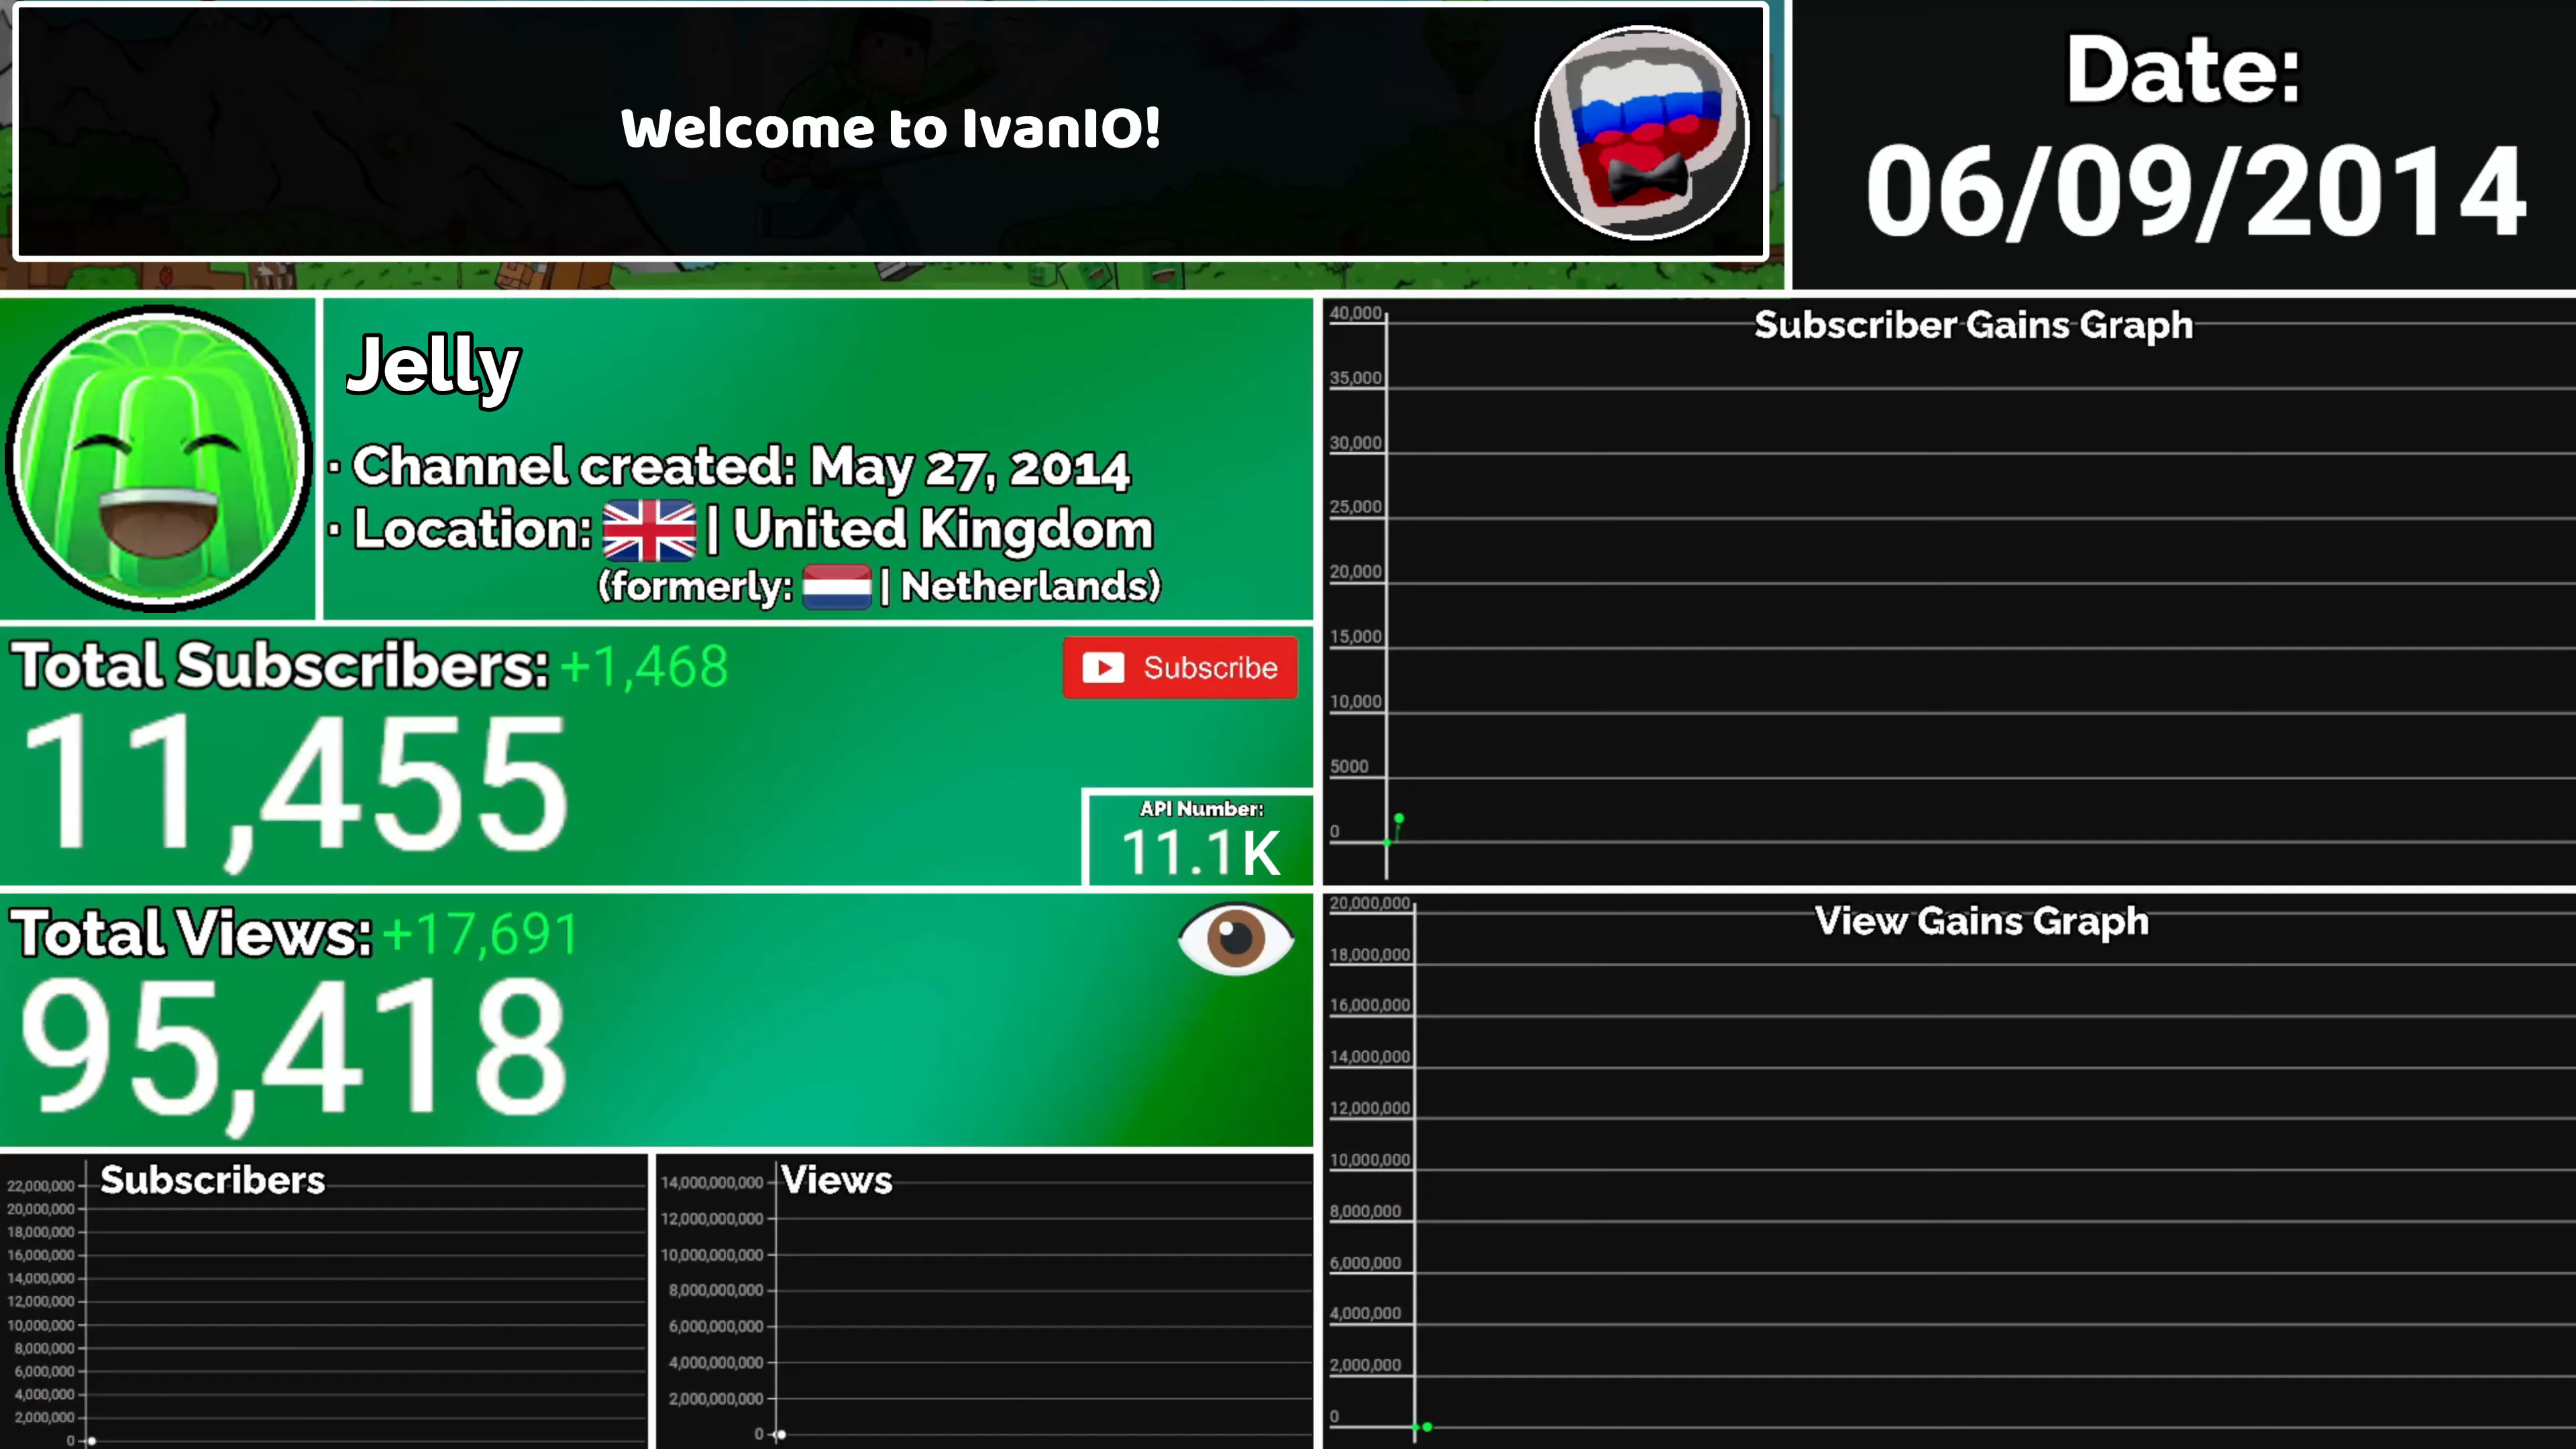 Welcome to IvanIO!
Date:
06/09/2014
Jelly
· Channel created: May 27, 2014
· Location: | United Kingdom
(formerly: | Netherlands)
Total Subscribers: +1,468
Subscribe
11,455
API Number:
11.1K
Total Views: +17,691
95,418
Subscribers
22,000,000
20,000,000
18,000,000
16,000,000
14,000,000
12,000,000
10,000,000
8,000,000
6,000,000
4,000,000
2,000,000
0
Views
14,000,000,000
12,000,000,000
10,000,000,000
8,000,000,000
6,000,000,000
4,000,000,000
2,000,000,000
0
Subscriber Gains Graph
40,000
35,000
30,000
25,000
20,000
15,000
10,000
5000
0
View Gains Graph
20,000,000
18,000,000
16,000,000
14,000,000
12,000,000
10,000,000
8,000,000
6,000,000
4,000,000
2,000,000
0